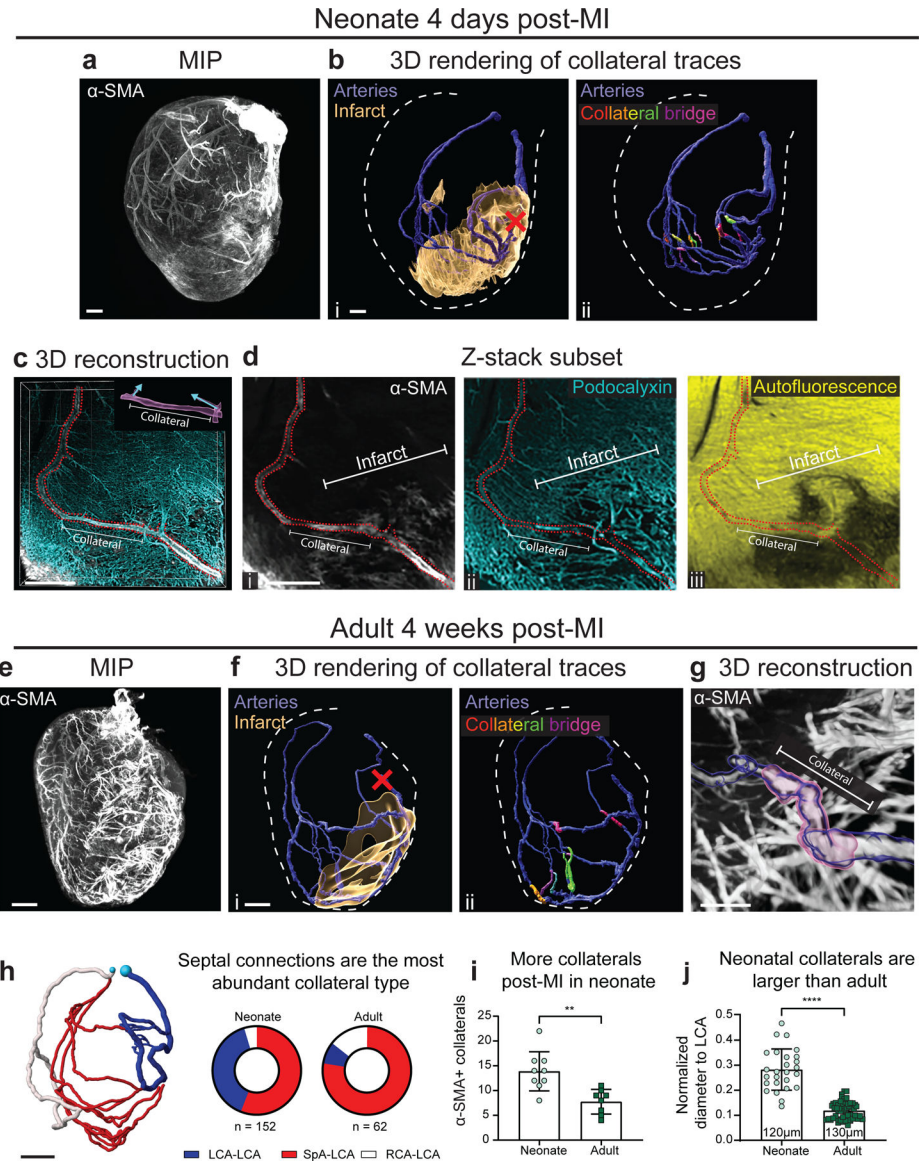 Neonate 4 days post-MI
a MIP
α-SMA
b 3D rendering of collateral traces
Arteries
Infarct
i
Arteries
Collateral bridge
ii
c 3D reconstruction
Collateral
Collateral
d Z-stack subset
α-SMA
Infarct
Collateral
i
Podocalyxin
Infarct
Collateral
ii
Autofluorescence
Infarct
Collateral
iii
Adult 4 weeks post-MI
e MIP
α-SMA
f 3D rendering of collateral traces
Arteries
Infarct
i
Arteries
Collateral bridge
ii
g 3D reconstruction
α-SMA
Collateral
h
Septal connections are the most
abundant collateral type
Neonate
n = 152
Adult
n = 62
LCA-LCA SpA-LCA RCA-LCA
i More collaterals
post-MI in neonate
α-SMA+ collaterals
25
20
15
10
5
0
**
Neonate Adult
j Neonatal collaterals are
larger than adult
Normalized
diameter to LCA
0.5
0.4
0.3
0.2
0.1
0
****
120μm 130μm
Neonate Adult